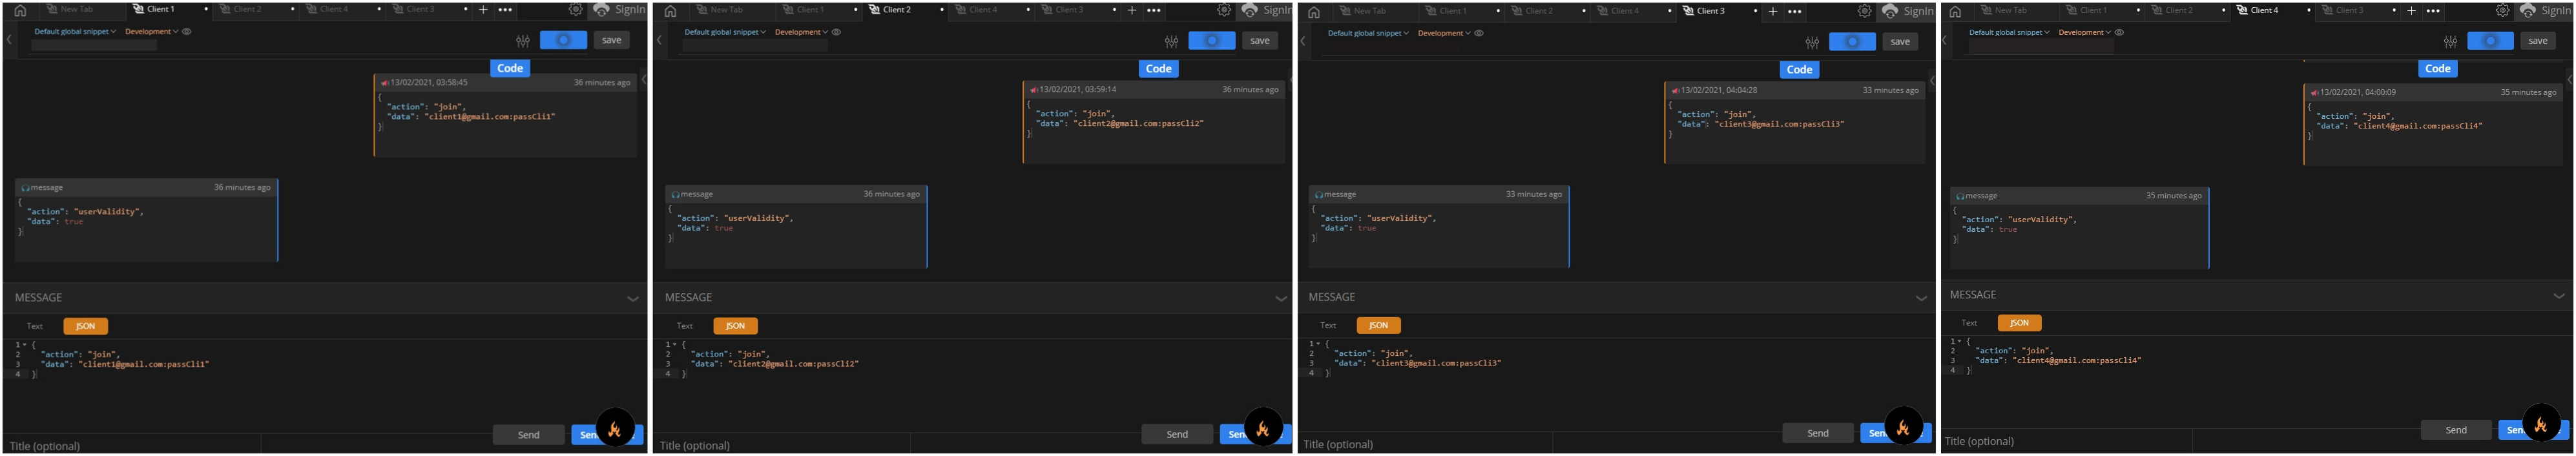 New Tab Client 1 Client 2 Client 4 Client 3 + ••• SignIn
Default global snippet Development
save
Code
13/02/2021, 03:58:45 36 minutes ago
{
"action": "join",
"data": "client1@gmail.com:passCli1"
}
message 36 minutes ago
{
"action": "userValidity",
"data": true
}
MESSAGE
Text JSON
1 {
2 "action": "join",
3 "data": "client1@gmail.com:passCli1"
4 }
Send Sen
Title (optional)
New Tab Client 1 Client 2 Client 4 Client 3 + ••• SignIn
Default global snippet Development
save
Code
13/02/2021, 03:59:14 36 minutes ago
{
"action": "join",
"data": "client2@gmail.com:passCli2"
}
message 36 minutes ago
{
"action": "userValidity",
"data": true
}
MESSAGE
Text JSON
1 {
2 "action": "join",
3 "data": "client2@gmail.com:passCli2"
4 }
Send Sen
Title (optional)
New Tab Client 1 Client 2 Client 4 Client 3 + ••• SignIn
Default global snippet Development
save
Code
13/02/2021, 04:04:28 33 minutes ago
{
"action": "join",
"data": "client3@gmail.com:passCli3"
}
message 33 minutes ago
{
"action": "userValidity",
"data": true
}
MESSAGE
Text JSON
1 {
2 "action": "join",
3 "data": "client3@gmail.com:passCli3"
4 }
Send Sen
Title (optional)
New Tab Client 1 Client 2 Client 4 Client 3 + ••• SignIn
Default global snippet Development
save
Code
13/02/2021, 04:00:09 35 minutes ago
{
"action": "join",
"data": "client4@gmail.com:passCli4"
}
message 35 minutes ago
{
"action": "userValidity",
"data": true
}
MESSAGE
Text JSON
1 {
2 "action": "join",
3 "data": "client4@gmail.com:passCli4"
4 }
Send Sen
Title (optional)